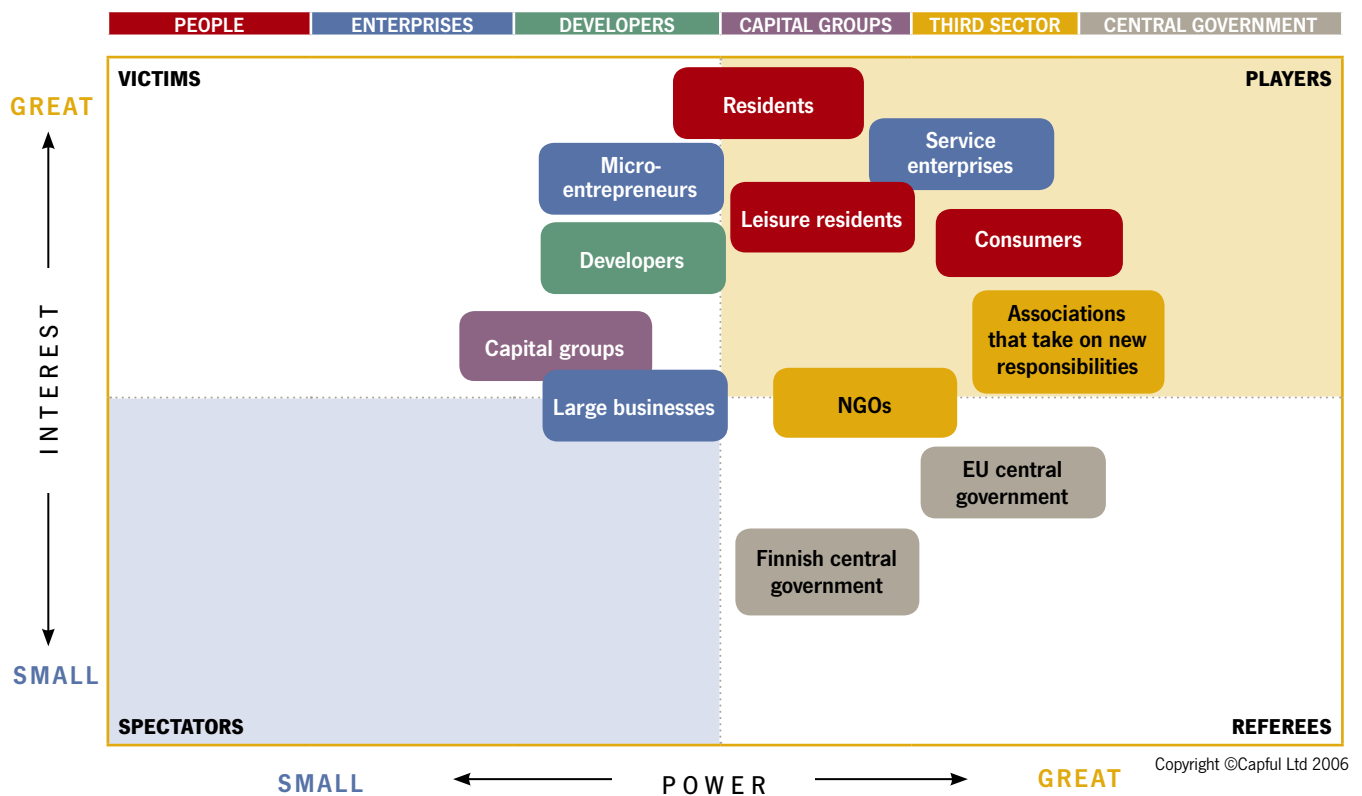 PEOPLE
ENTERPRISES
DEVELOPERS
CAPITAL GROUPS
THIRD SECTOR
CENTRAL GOVERNMENT
VICTIMS
PLAYERS
GREAT
Residents
Service
enterprises
Micro-
entrepreneurs
Leisure residents
Consumers
Developers
Associations
that take on new
responsibilities
Capital groups
Large businesses
NGOs
INTEREST
EU central
government
Finnish central
government
SMALL
SPECTATORS
REFEREES
SMALL
POWER
GREAT
Copyright ©Capful Ltd 2006